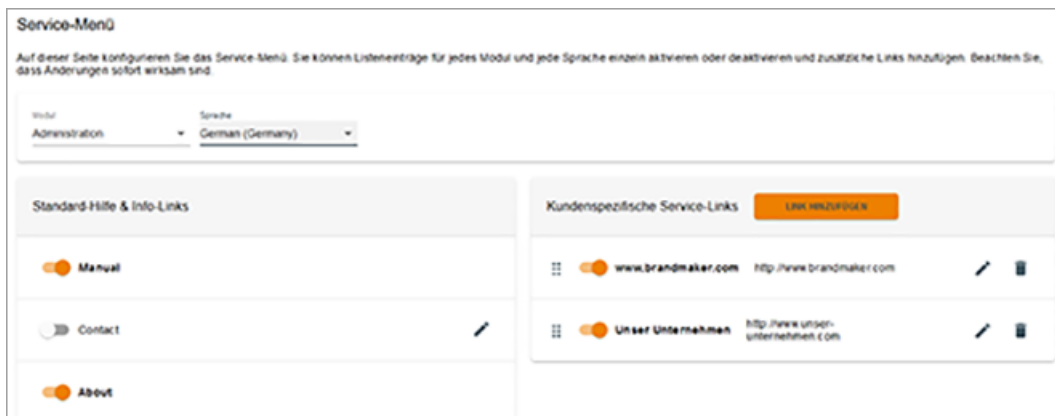 Service-Menü
Auf dieser Seite konfigurieren Sie das Service-Menü. Sie können Listeneinträge für jedes Modul und jede Sprache einzeln aktivieren oder deaktivieren und zusätzliche Links hinzufügen. Beachten Sie,
dass Änderungen sofort wirksam sind.
Modul
Sprache
Administration
German (Germany)
Standard-Hilfe & Info-Links
Kundenspezifische Service-Links
LINK HINZUFÜGEN
Manual
www.brandmaker.com
http://www.brandmaker.com
Contact
Unser Unternehmen
http://www.unser-
unternehmen.com
About